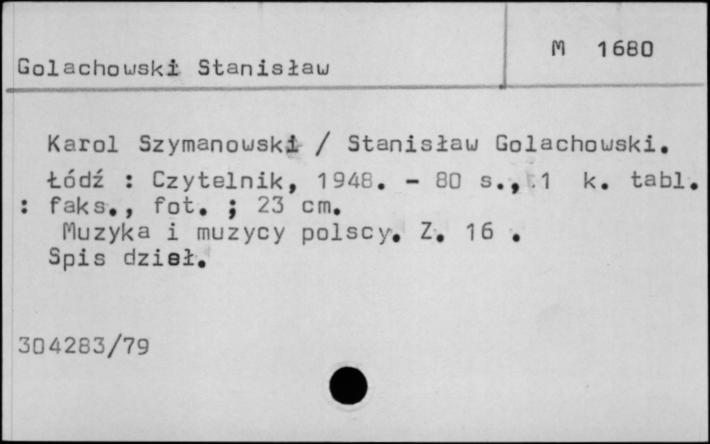 Golachowski Stanisław
M 1680
Karol Szymanowski / Stanisław Golachowski.
Łódź : Czytelnik, 1948. - 80 s., 1 k. tabl.
: faks., fot. ; 23 cm.
Muzyka i muzycy polscy. Z. 16 .
Spis dzieł.
304283/79